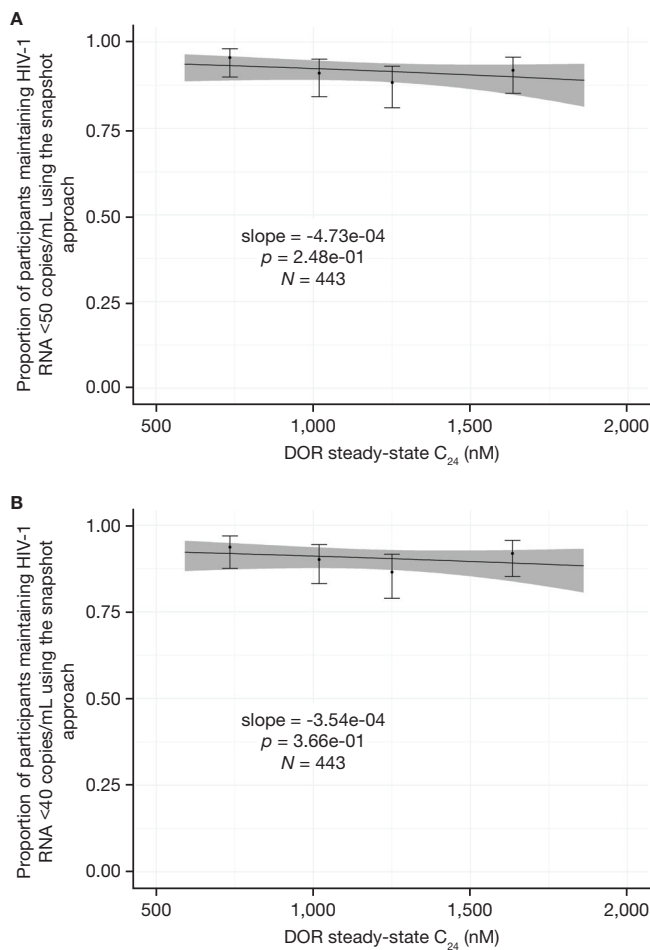 A
Proportion of participants maintaining HIV-1
RNA <50 copies/mL using the snapshot
approach
1.00
0.75
0.50
0.25
0.00
slope = -4.73e-04
p = 2.48e-01
N = 443
500 1,000 1,500 2,000
DOR steady-state C24 (nM)
B
Proportion of participants maintaining HIV-1
RNA <40 copies/mL using the snapshot
approach
1.00
0.75
0.50
0.25
0.00
slope = -3.54e-04
p = 3.66e-01
N = 443
500 1,000 1,500 2,000
DOR steady-state C24 (nM)